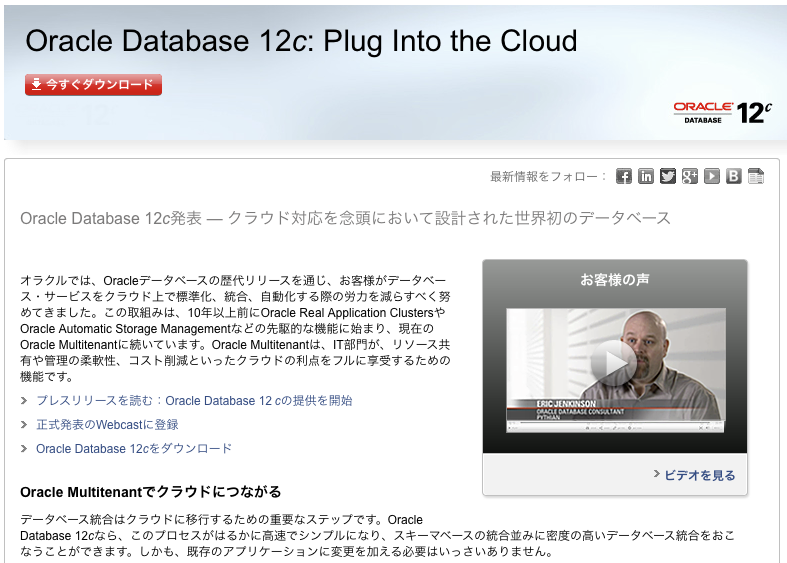 Oracle Database 12c: Plug Into the Cloud
今すぐダウンロード
ORACLE 12c
DATABASE
最新情報をフォロー：
Oracle Database 12c発表 — クラウド対応を念頭において設計された世界初のデータベース
オラクルでは、Oracleデータベースの歴代リリースを通じ、お客様がデータベー
ス・サービスをクラウド上で標準化、統合、自動化する際の労力を減らすべく努
めてきました。この取組みは、10年以上前にOracle Real Application Clustersや
Oracle Automatic Storage Managementなどの先駆的な機能に始まり、現在の
Oracle Multitenantに続いています。Oracle Multitenantは、IT部門が、リソース共
有や管理の柔軟性、コスト削減といったクラウドの利点をフルに享受するための
機能です。
プレスリリースを読む：Oracle Database 12 cの提供を開始
正式発表のWebcastに登録
Oracle Database 12cをダウンロード
お客様の声
ERIC JENKINSON
ORACLE DATABASE CONSULTANT
PYTHIAN
ビデオを見る
Oracle Multitenantでクラウドにつながる
データベース統合はクラウドに移行するための重要なステップです。Oracle
Database 12cなら、このプロセスがはるかに高速でシンプルになり、スキーマベースの統合並みに密度の高いデータベース統合をおこ
なうことができます。しかも、既存のアプリケーションに変更を加える必要はいっさいありません。